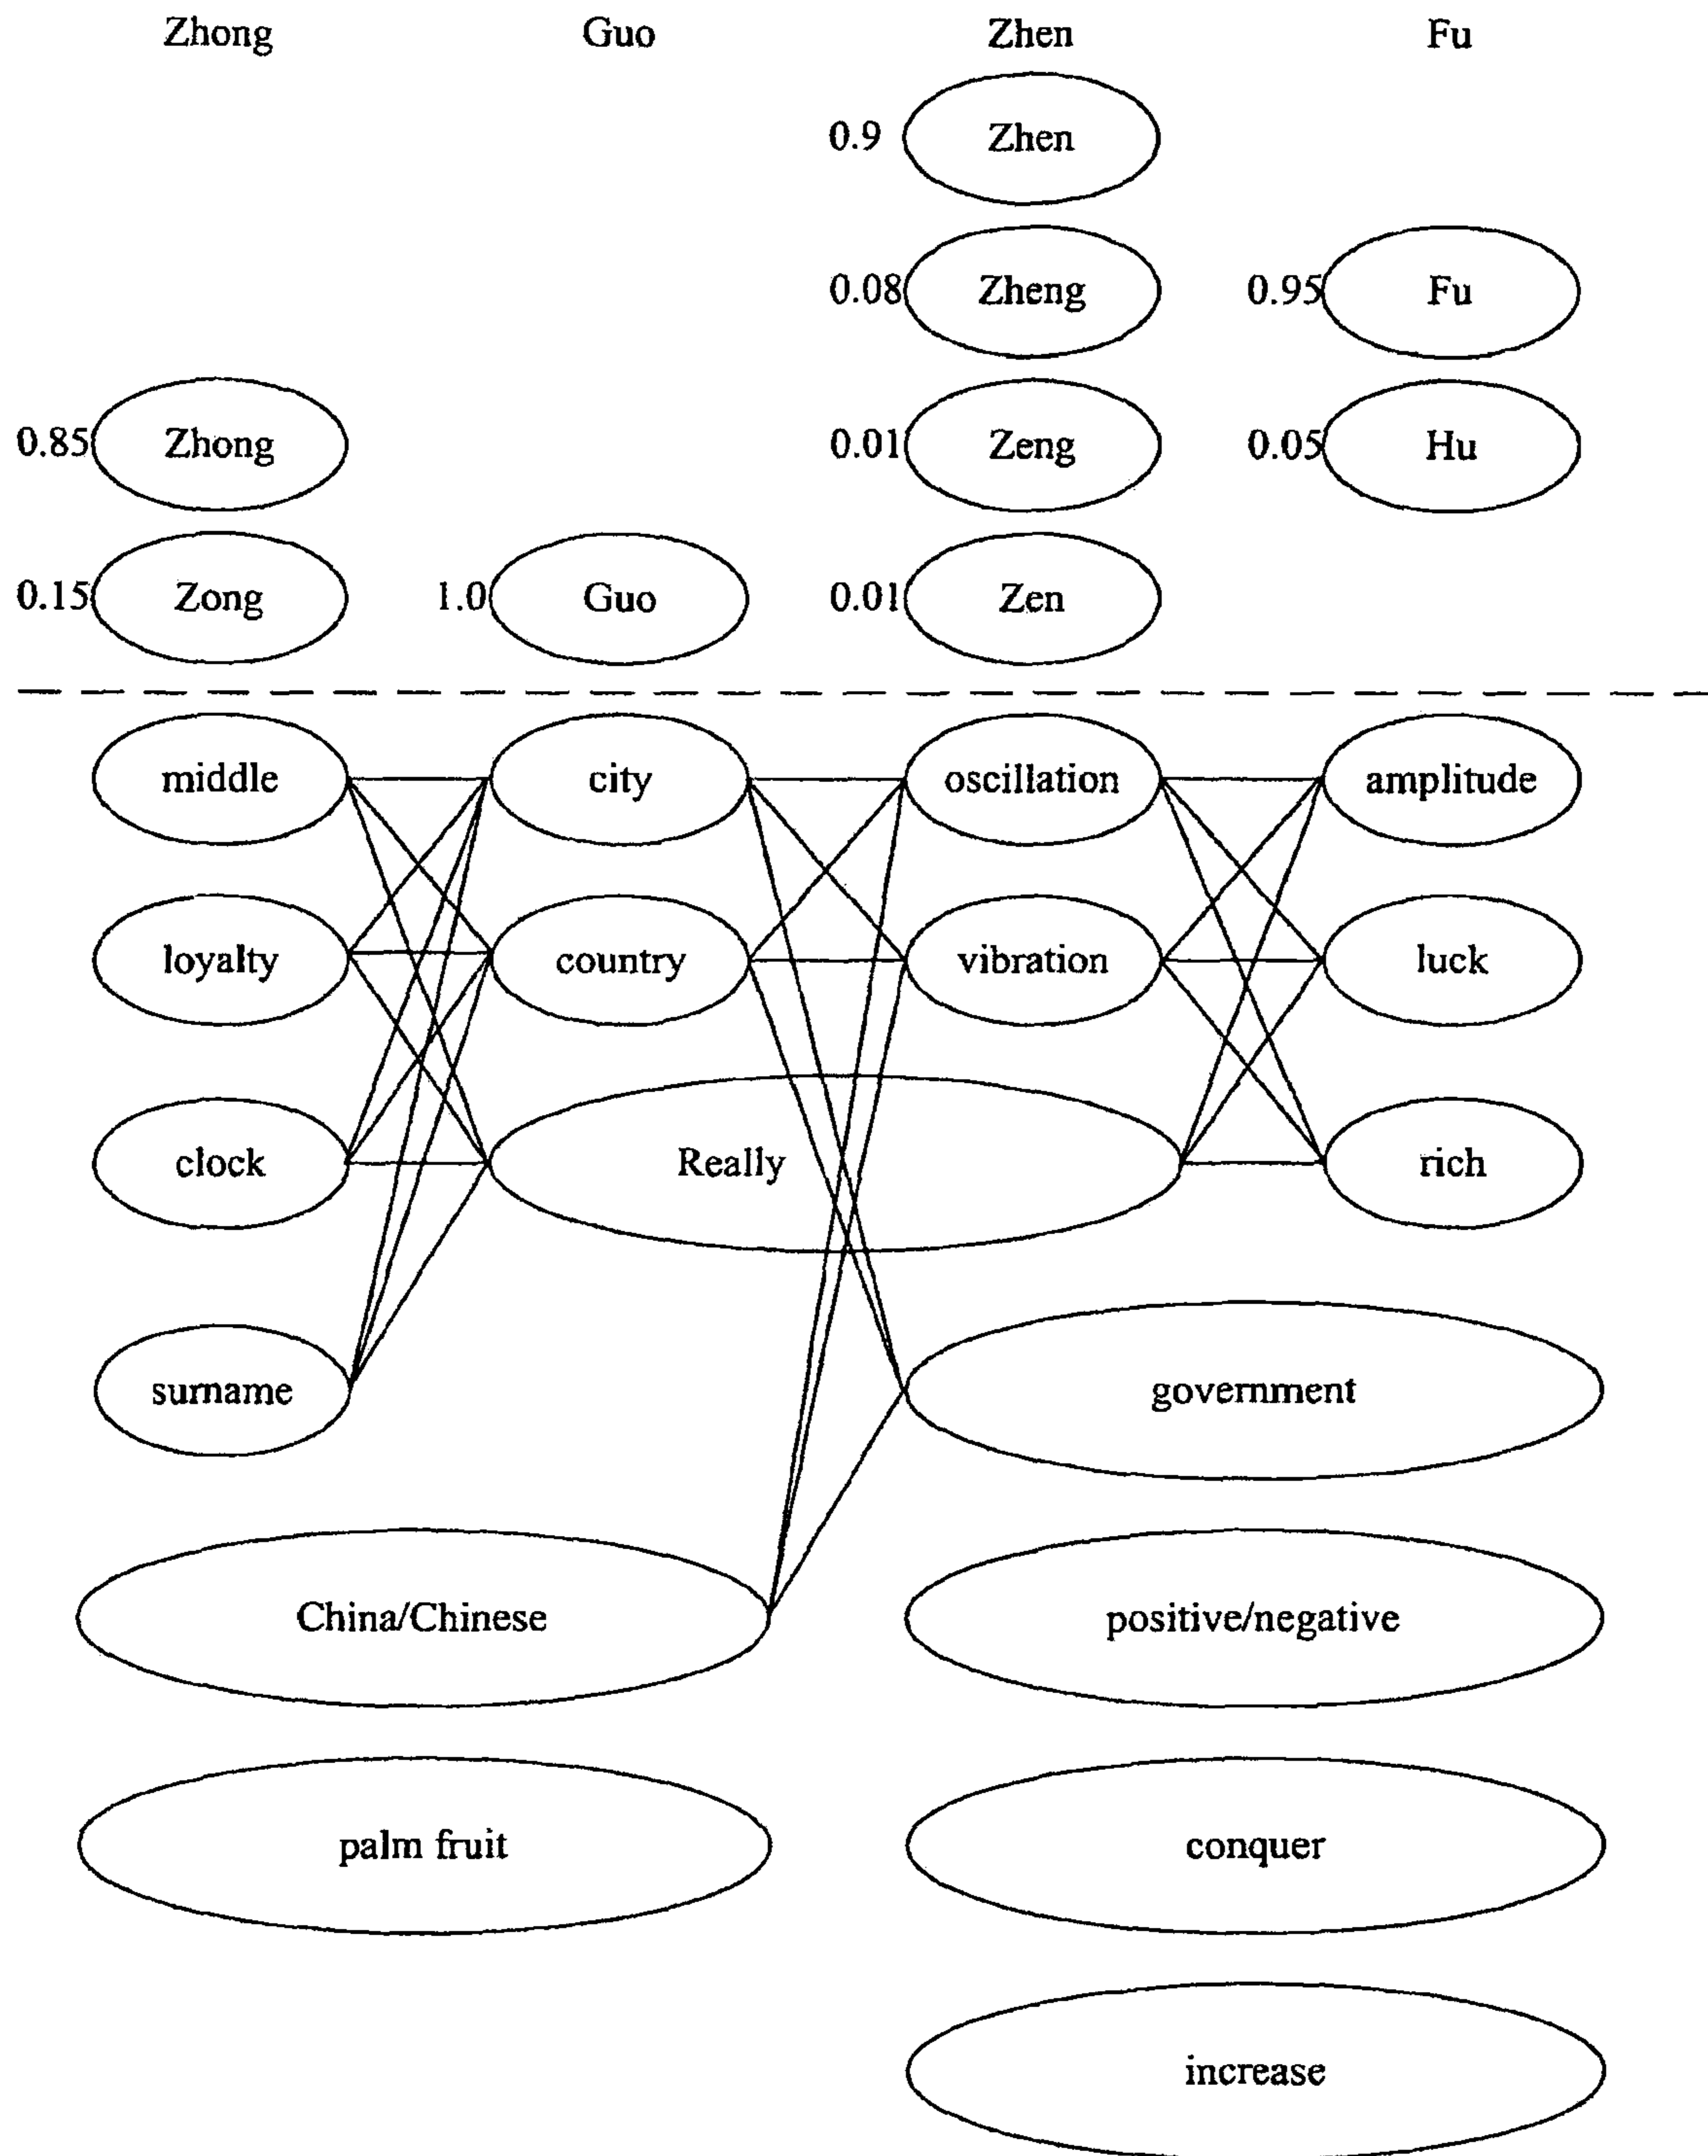 Zhong Guo Zhen Fu
0.9 Zhen
0.08 Zheng 0.95 Fu
0.85 Zhong 0.01 Zeng 0.05 Hu
0.15 Zong 1.0 Guo 0.01 Zen
middle city oscillation amplitude
loyalty country vibration luck
clock Really rich
surname government
China/Chinese positive/negative
palm fruit conquer
increase